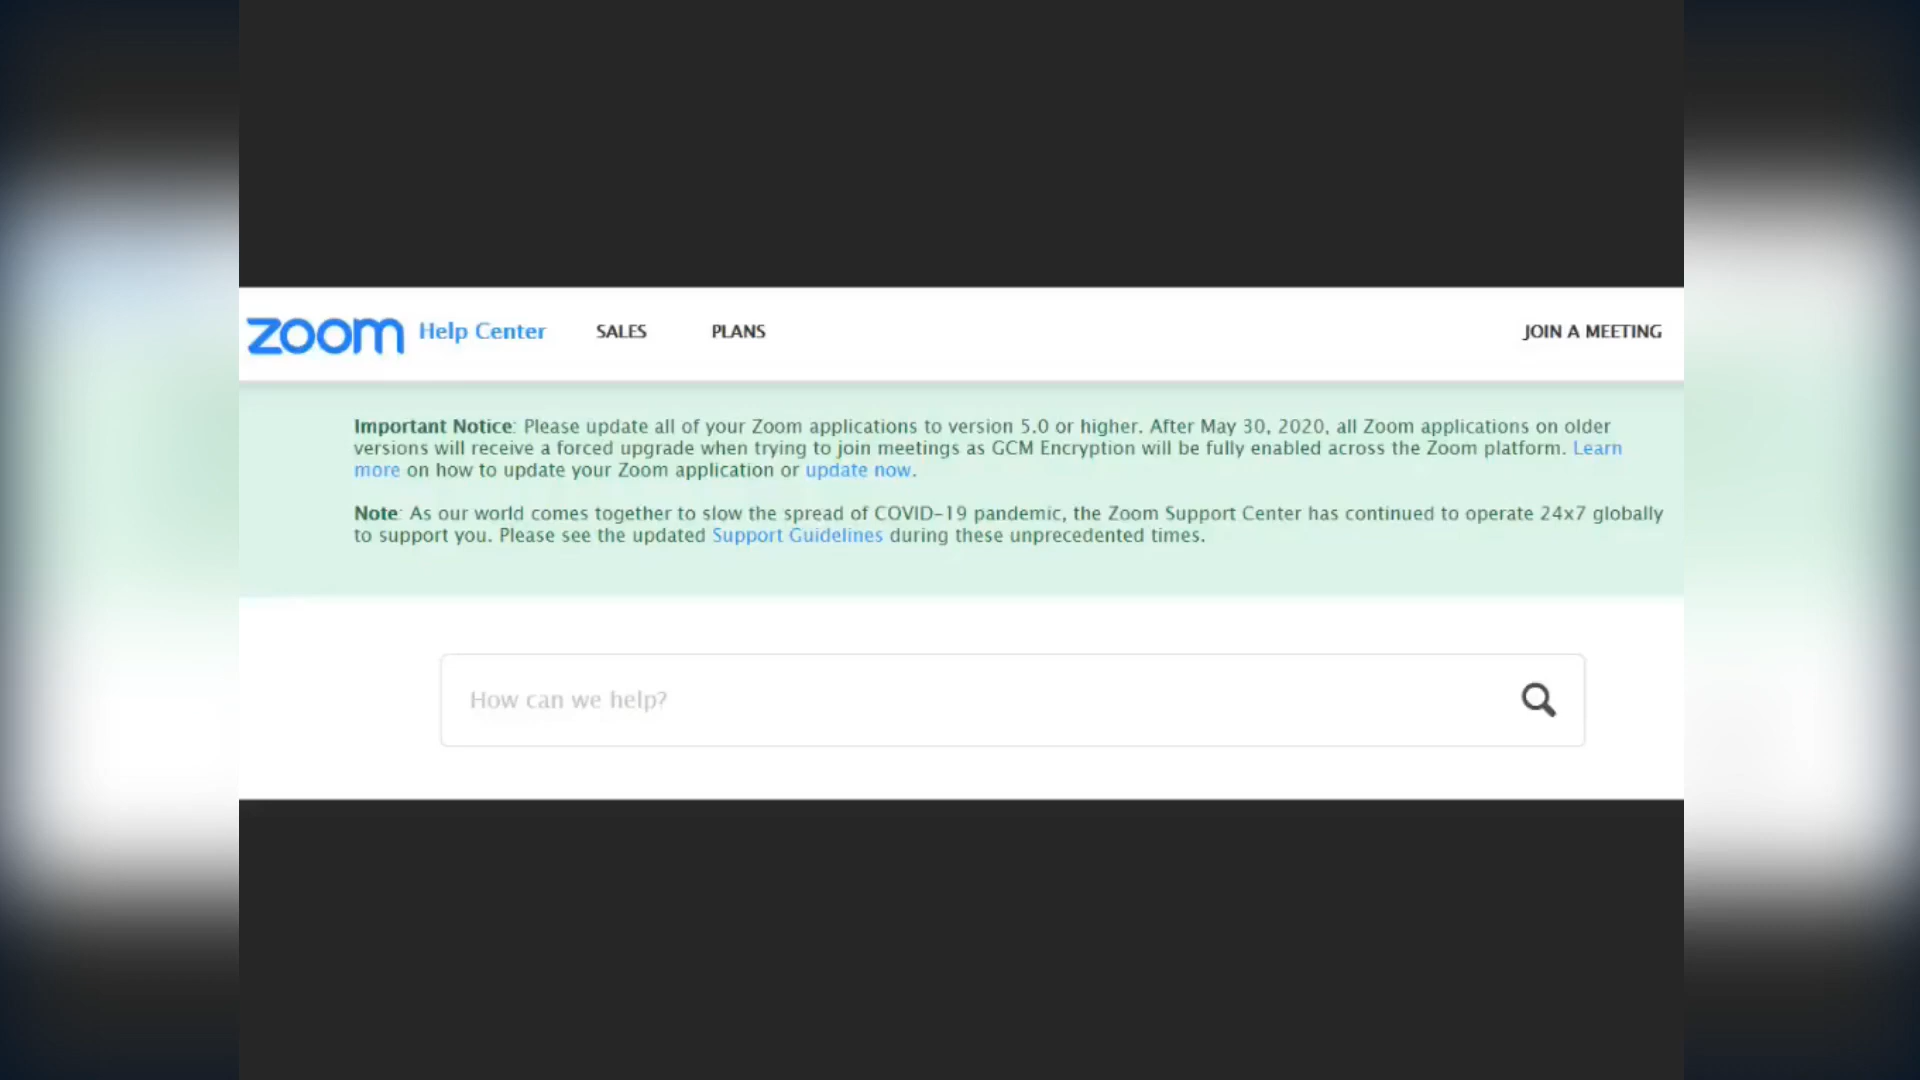 zoom Help Center SALES PLANS JOIN A MEETING
Important Notice: Please update all of your Zoom applications to version 5.0 or higher. After May 30, 2020, all Zoom applications on older
versions will receive a forced upgrade when trying to join meetings as GCM Encryption will be fully enabled across the Zoom platform. Learn
more on how to update your Zoom application or update now.
Note: As our world comes together to slow the spread of COVID-19 pandemic, the Zoom Support Center has continued to operate 24x7 globally
to support you. Please see the updated Support Guidelines during these unprecedented times.
How can we help?